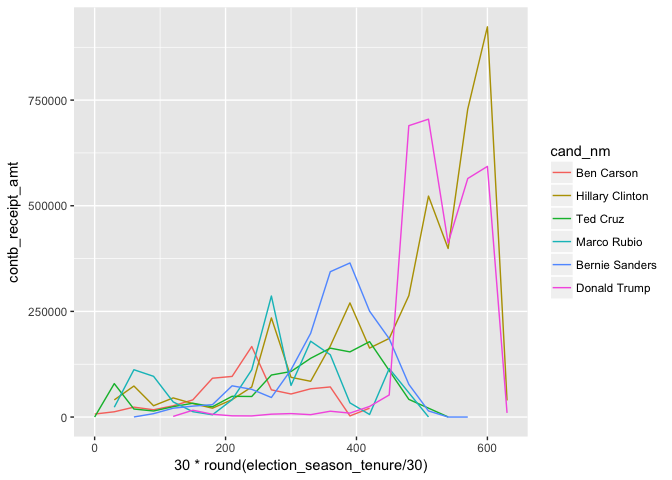 contb_receipt_amt
750000
500000
250000
0
0
200
400
600
30 * round(election_season_tenure/30)
cand_nm
Ben Carson
Hillary Clinton
Ted Cruz
Marco Rubio
Bernie Sanders
Donald Trump